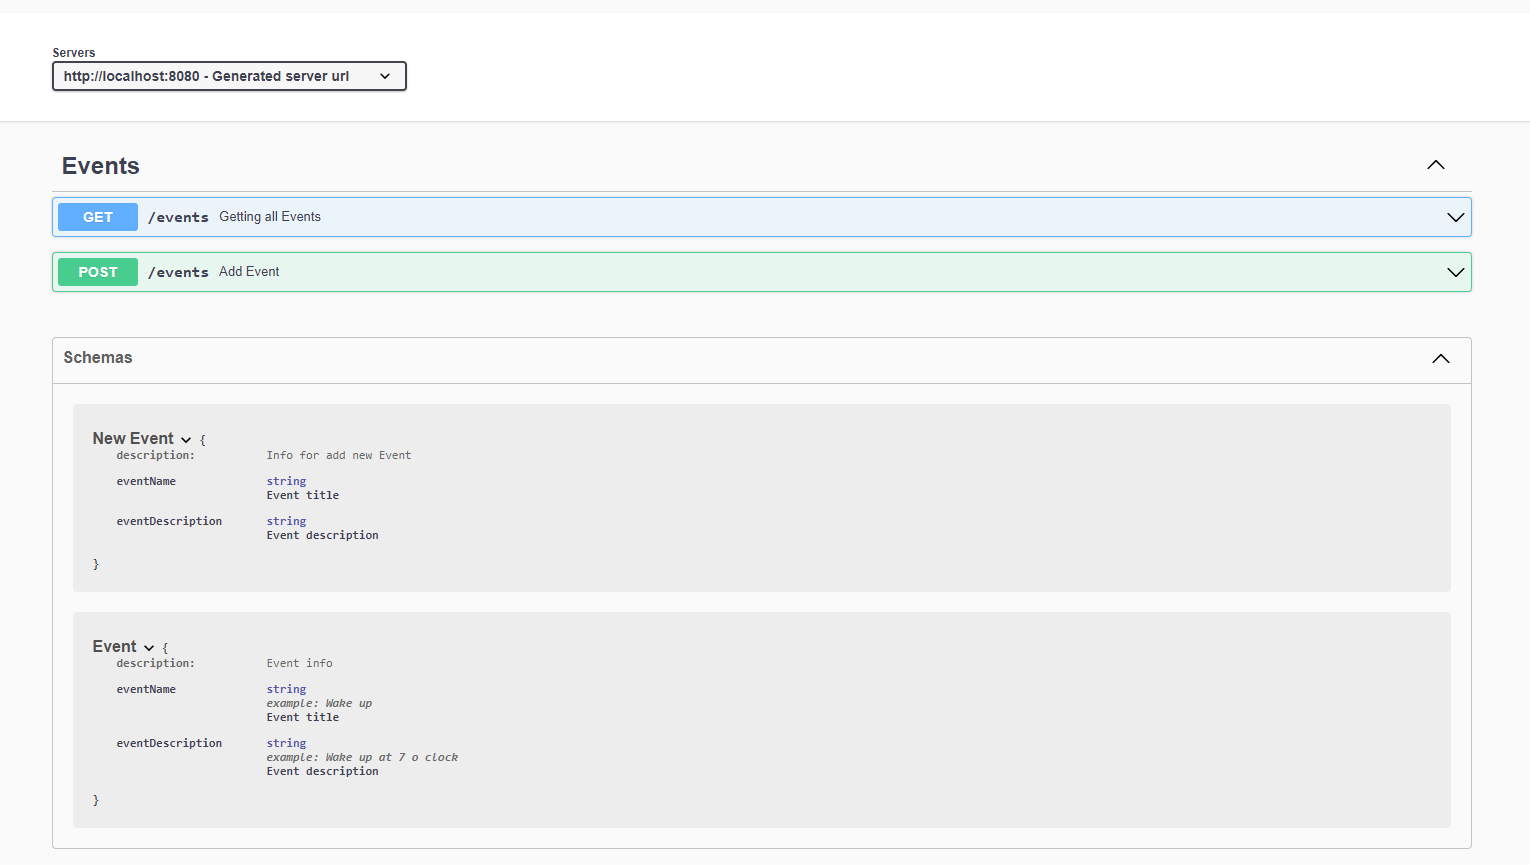 Servers
http://localhost:8080 - Generated server url
Events
GET /events Getting all Events
POST /events Add Event
Schemas
New Event {
description: Info for add new Event
eventName string
Event title
eventDescription string
Event description
}
Event {
description: Event info
eventName string
example: Wake up
Event title
eventDescription string
example: Wake up at 7 o clock
Event description
}